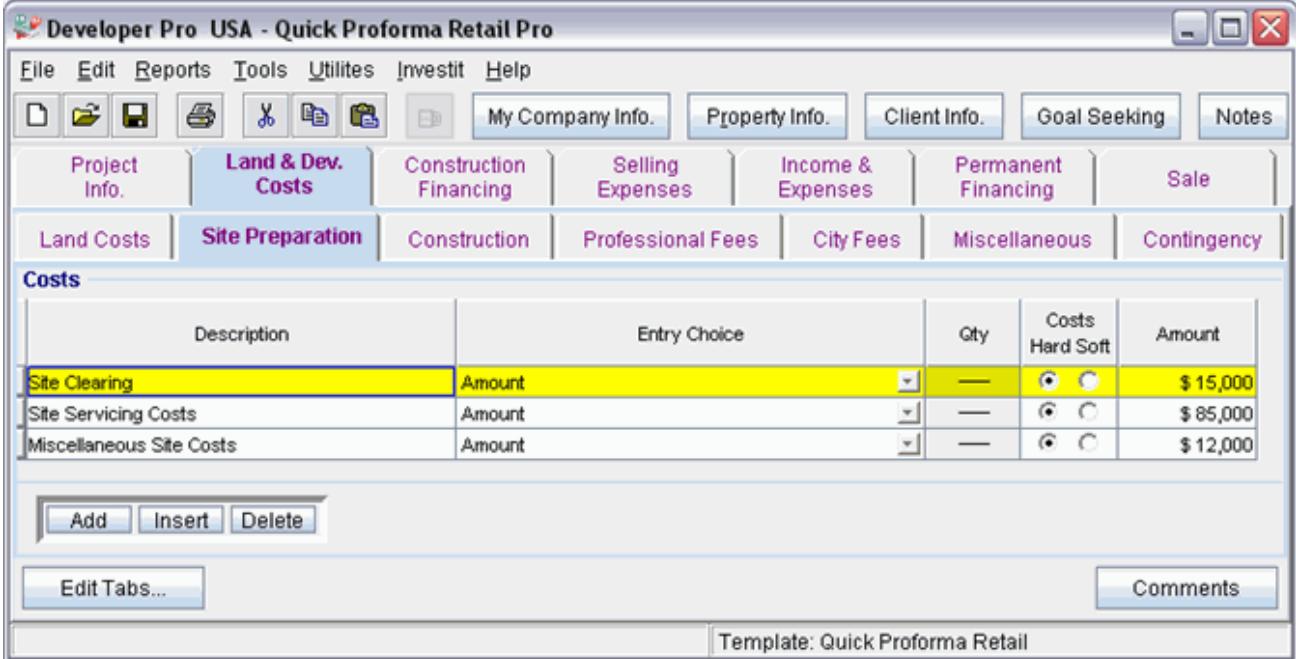 Developer Pro USA - Quick Proforma Retail Pro
File Edit Reports Tools Utilites Investit Help
My Company Info. Property Info. Client Info. Goal Seeking Notes
Project Info. Land & Dev. Costs Construction Financing Selling Expenses Income & Expenses Permanent Financing Sale
Land Costs Site Preparation Construction Professional Fees City Fees Miscellaneous Contingency
Costs
Description Entry Choice Qty Costs Hard Soft Amount
Site Clearing Amount — $ 15,000
Site Servicing Costs Amount — $ 85,000
Miscellaneous Site Costs Amount — $ 12,000
Add Insert Delete
Edit Tabs... Comments
Template: Quick Proforma Retail